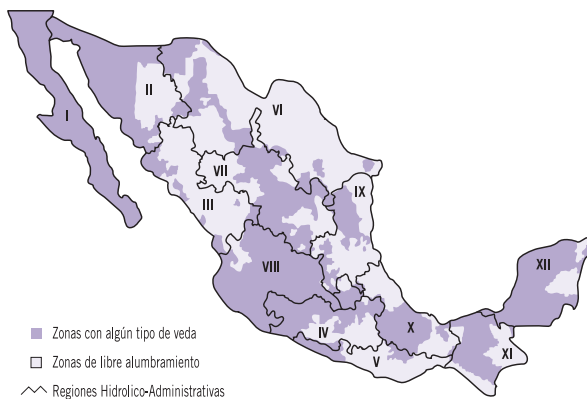 I
II
VI
VII
III
IX
VIII
XII
IV
X
V
XI
Zonas con algún tipo de veda
Zonas de libre alumbramiento
Regiones Hidrolico-Administrativas